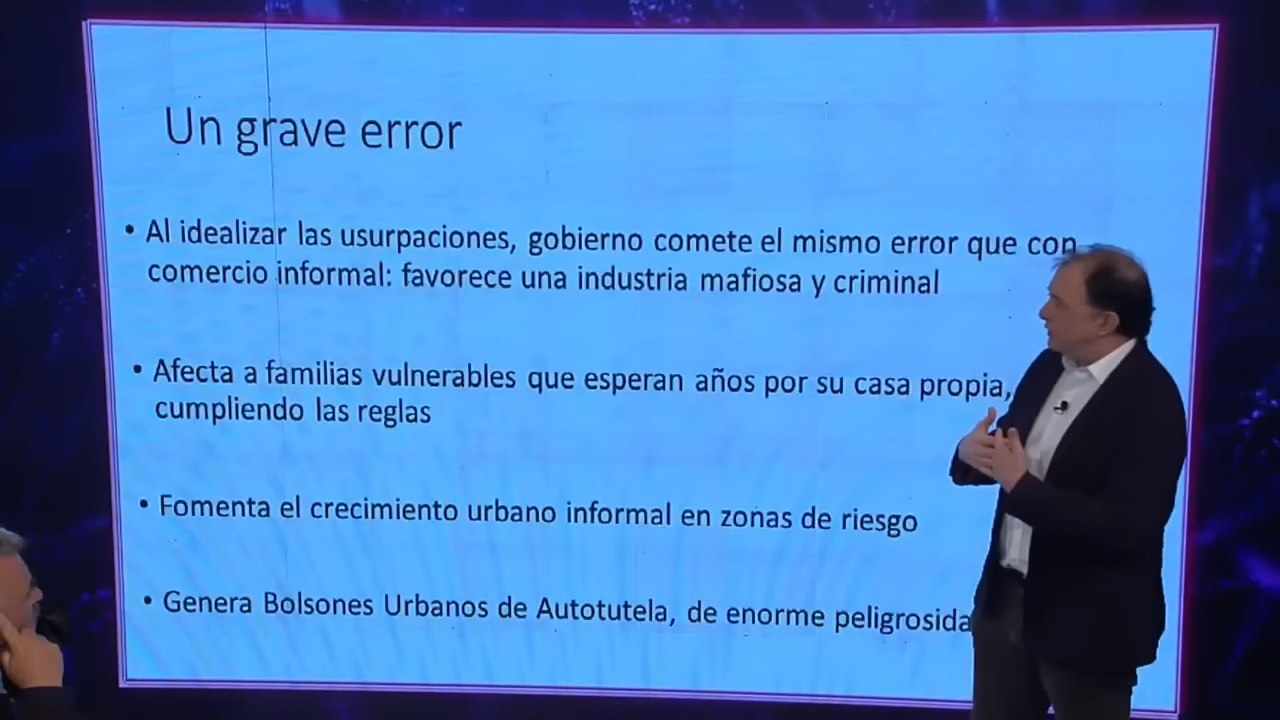 Un grave error
• Al idealizar las usurpaciones, gobierno comete el mismo error que con
comercio informal: favorece una industria mafiosa y criminal
• Afecta a familias vulnerables que esperan años por su casa propia,
cumpliendo las reglas
• Fomenta el crecimiento urbano informal en zonas de riesgo
• Genera Bolsones Urbanos de Autotutela, de enorme peligrosida